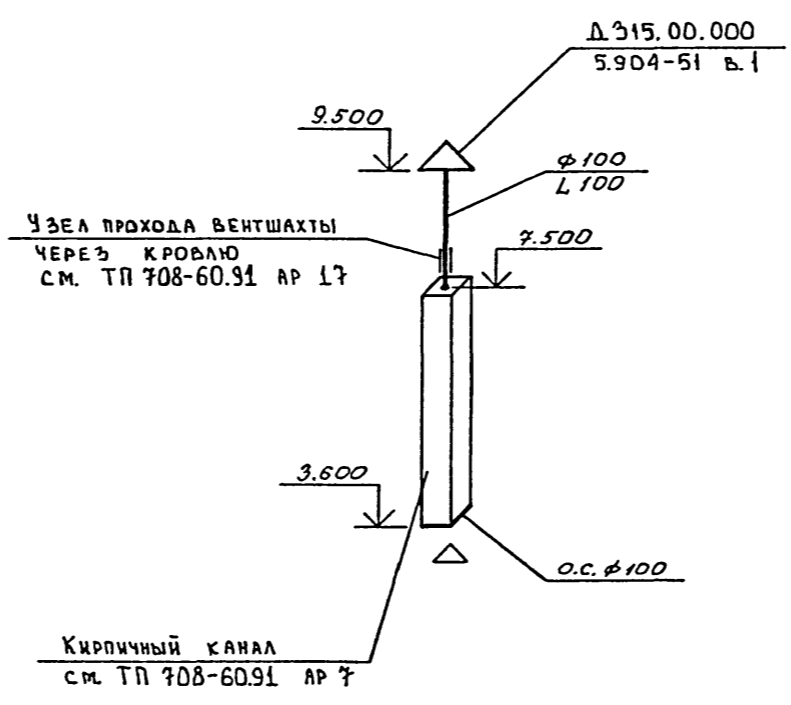 Д315.00.000
5.904-51 В.1
9.500
ф100
L 100
Узел прохода вентшахты
через кровлю
см. ТП 708-60.91 АР 17
7.500
3.600
О.С. ф100
Кирпичный канал
см. ТП 708-60.91 АР 7